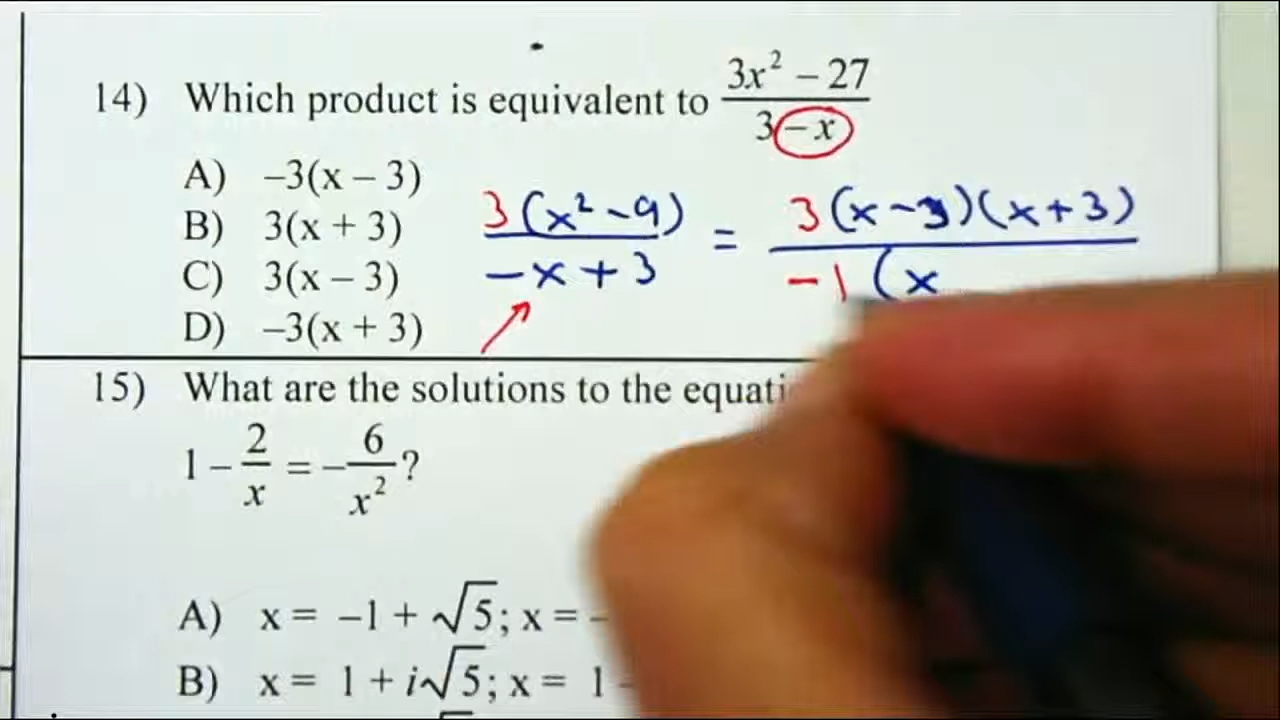 14) Which product is equivalent to (3x² – 27)/(3 – x)
A) –3(x – 3)
B) 3(x + 3)
C) 3(x – 3)
D) –3(x + 3)
3(x² - 9)/(-x + 3) = 3(x - 3)(x + 3)/(-1(x
15) What are the solutions to the equati
1 – 2/x = – 6/x² ?
A) x = –1 + √5; x = –
B) x = 1 + i√5; x = 1 –